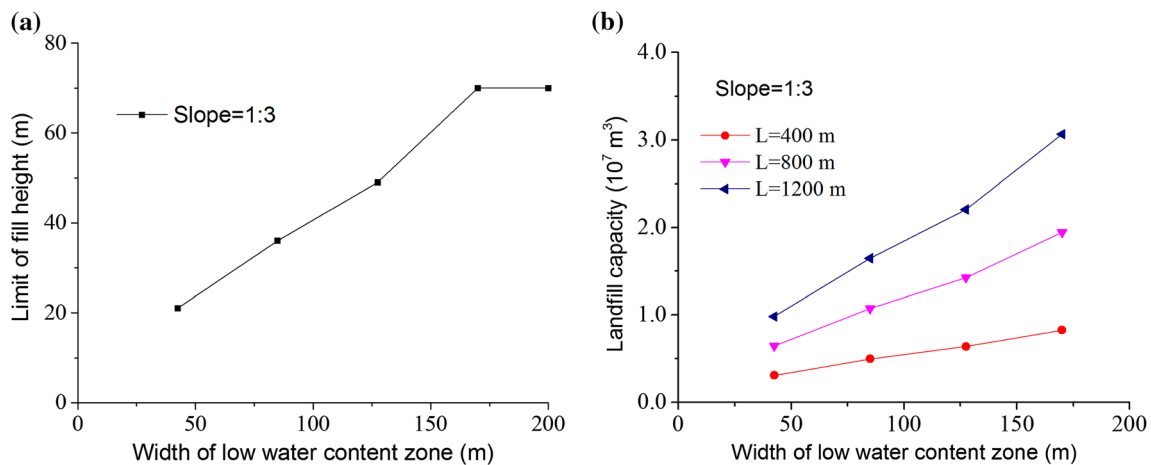 (a)
80
60
40
20
0
Limit of fill height (m)
Slope=1:3
0
50
100
150
200
Width of low water content zone (m)
(b)
4.0
3.0
2.0
1.0
0.0
Landfill capacity (10⁷ m³)
Slope=1:3
L=400 m
L=800 m
L=1200 m
0
50
100
150
200
Width of low water content zone (m)